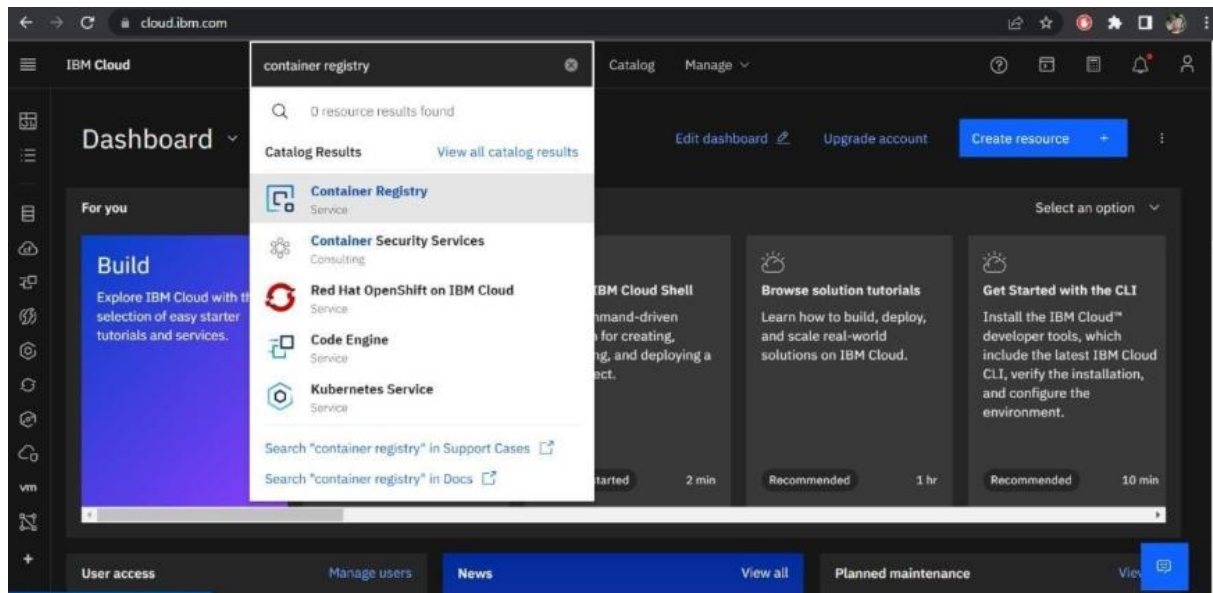 cloud.ibm.com
IBM Cloud
container registry
Catalog
Manage
0 resource results found
Catalog Results
View all catalog results
Container Registry
Service
Container Security Services
Consulting
Red Hat OpenShift on IBM Cloud
Service
Code Engine
Service
Kubernetes Service
Service
Search "container registry" in Support Cases
Search "container registry" in Docs
Dashboard
Edit dashboard
Upgrade account
Create resource +
For you
Select an option
Build
Explore IBM Cloud with
selection of easy starter
tutorials and services.
IBM Cloud Shell
for creating,
and deploying a
2 min
Browse solution tutorials
Learn how to build, deploy,
and scale real-world
solutions on IBM Cloud.
Recommended
1 hr
Get Started with the CLI
Install the IBM Cloud™
developer tools, which
include the latest IBM Cloud
CLI, verify the installation,
and configure the
environment.
Recommended
10 min
vm
User access
Manage users
News
View all
Planned maintenance